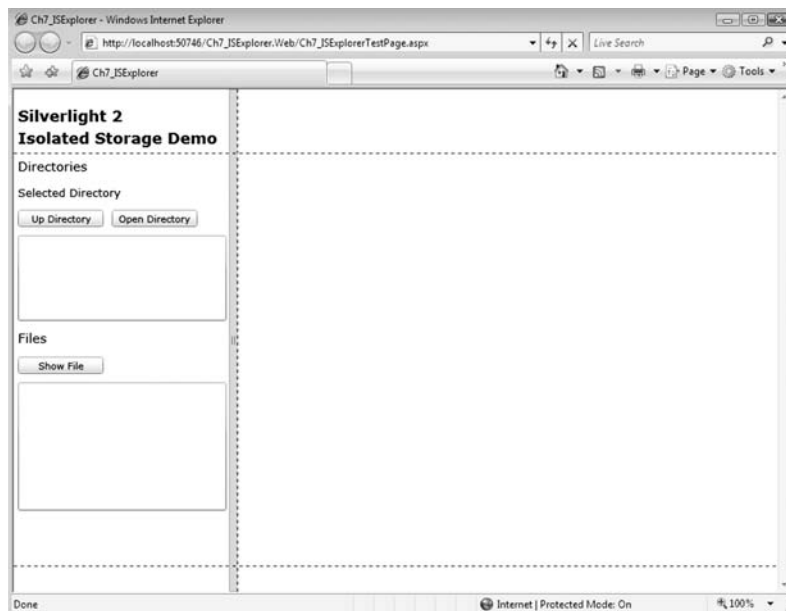 Ch7_ISExplorer - Windows Internet Explorer
http://localhost:50746/Ch7_ISExplorer.Web/Ch7_ISExplorerTestPage.aspx
Live Search
Ch7_ISExplorer
Page
Tools
Silverlight 2
Isolated Storage Demo
Directories
Selected Directory
Up Directory
Open Directory
Files
Show File
Done
Internet | Protected Mode: On
100%